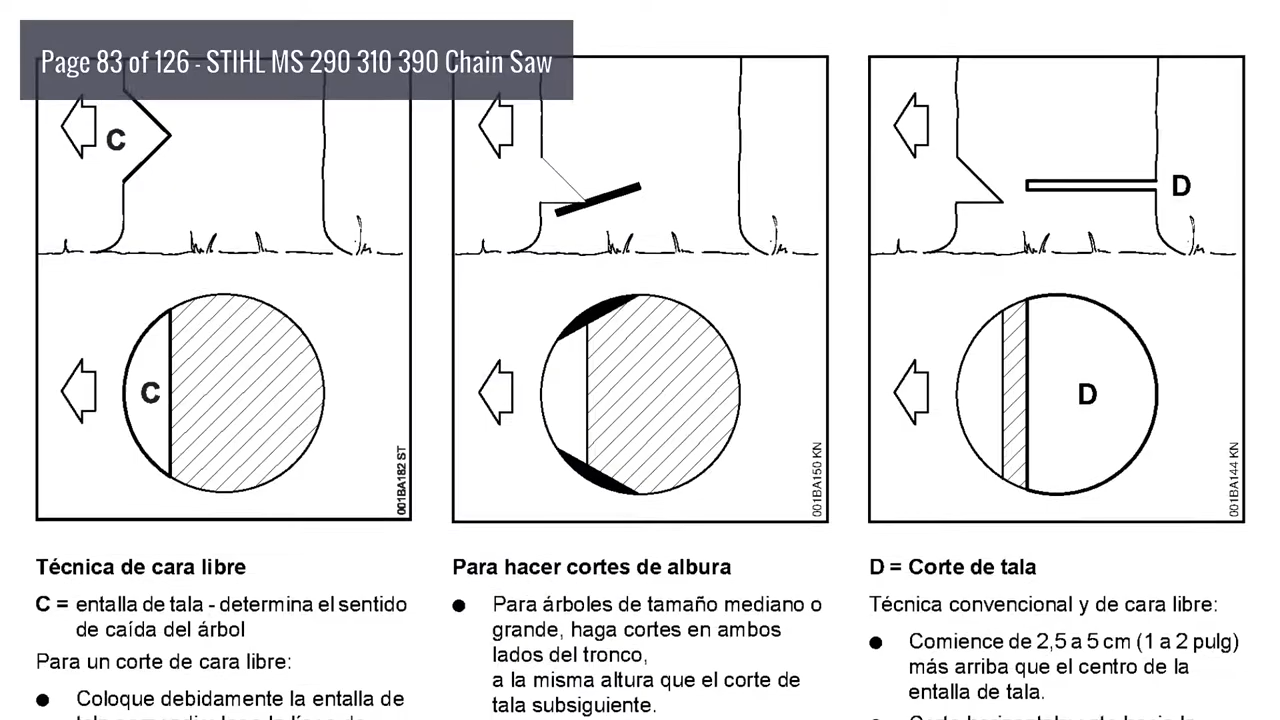 Page 83 of 126 - STIHL MS 290 310 390 Chain Saw
C
C
001BA182 ST
001BA150 KN
D
D
001BA144 KN
Técnica de cara libre
C = entalla de tala - determina el sentido
de caída del árbol
Para un corte de cara libre:
● Coloque debidamente la entalla de
Para hacer cortes de albura
● Para árboles de tamaño mediano o
grande, haga cortes en ambos
lados del tronco,
a la misma altura que el corte de
tala subsiguiente.
D = Corte de tala
Técnica convencional y de cara libre:
● Comience de 2,5 a 5 cm (1 a 2 pulg)
más arriba que el centro de la
entalla de tala.